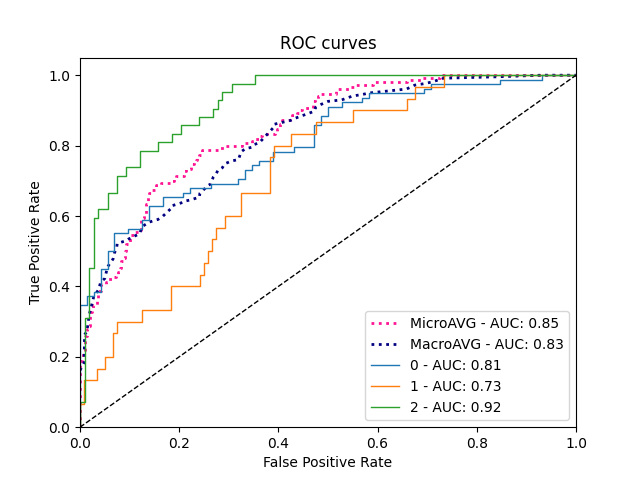 ROC curves
True Positive Rate
1.0
0.8
0.6
0.4
0.2
0.0
MicroAVG - AUC: 0.85
MacroAVG - AUC: 0.83
0 - AUC: 0.81
1 - AUC: 0.73
2 - AUC: 0.92
0.0 0.2 0.4 0.6 0.8 1.0
False Positive Rate